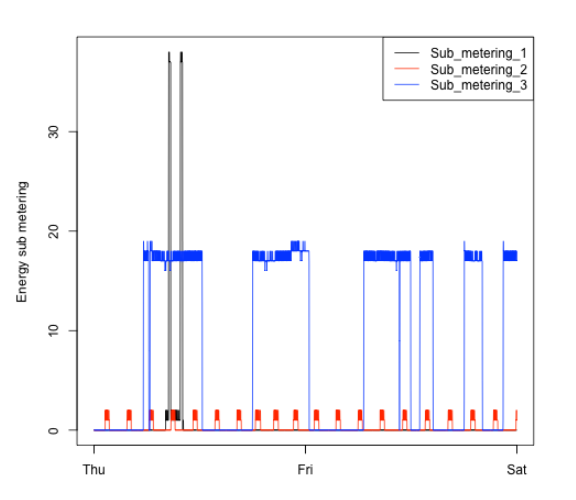 Sub_metering_1
Sub_metering_2
Sub_metering_3
Energy sub metering
30
20
10
0
Thu Fri Sat